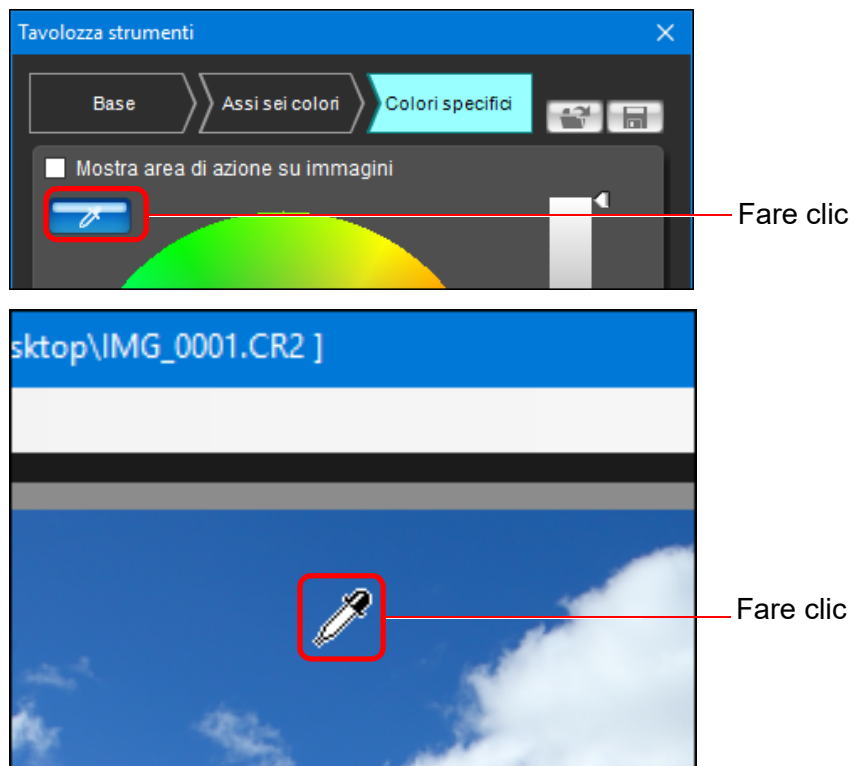 Tavolozza strumenti
Base
Assi sei colori
Colori specifici
Mostra area di azione su immagini
Fare clic
sktop\IMG_0001.CR2 ]
Fare clic